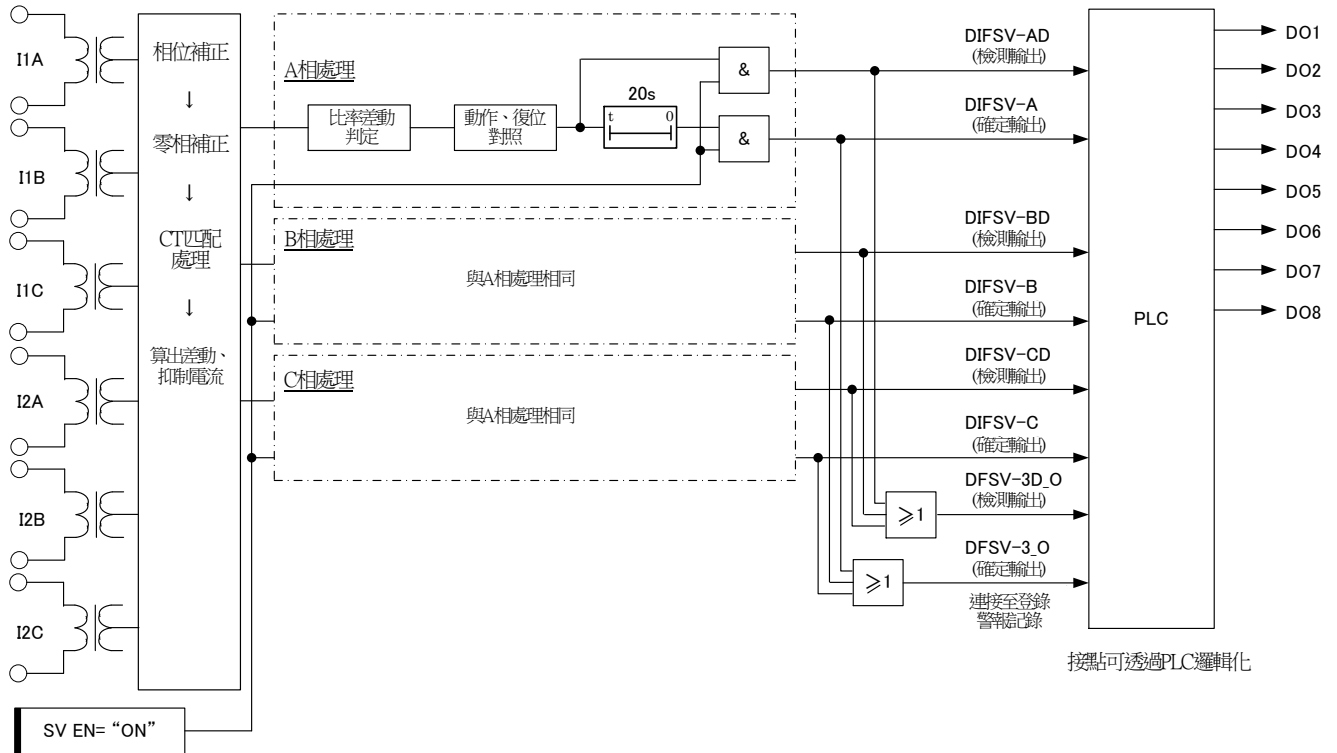 I1A
I1B
I1C
I2A
I2B
I2C
相位補正
↓
零相補正
↓
CT匹配
處理
↓
算出差動、
抑制電流
SV EN= “ON”
A相處理
比率差動
判定
動作、復位
對照
20s
t 0
&
&
B相處理
與A相處理相同
C相處理
與A相處理相同
DIFSV-AD
(檢測輸出)
DIFSV-A
(確定輸出)
DIFSV-BD
(檢測輸出)
DIFSV-B
(確定輸出)
DIFSV-CD
(檢測輸出)
DIFSV-C
(確定輸出)
≥1
DFSV-3D_O
(檢測輸出)
≥1
DFSV-3_O
(確定輸出)
連接至登錄
警報記錄
PLC
接點可透過PLC邏輯化
DO1
DO2
DO3
DO4
DO5
DO6
DO7
DO8